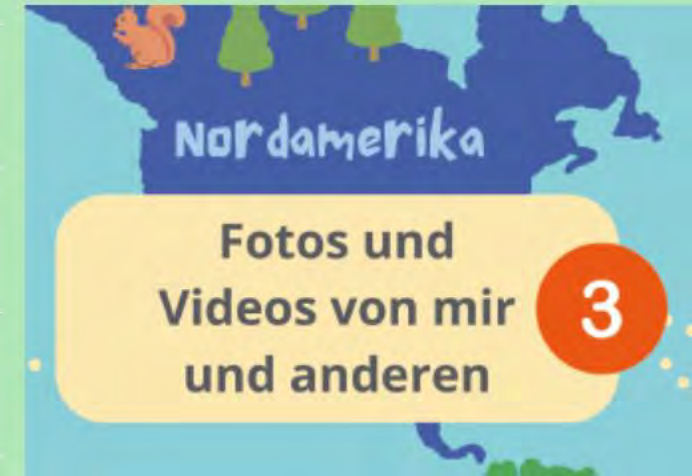 Nordamerika
Fotos und
Videos von mir
und anderen
3